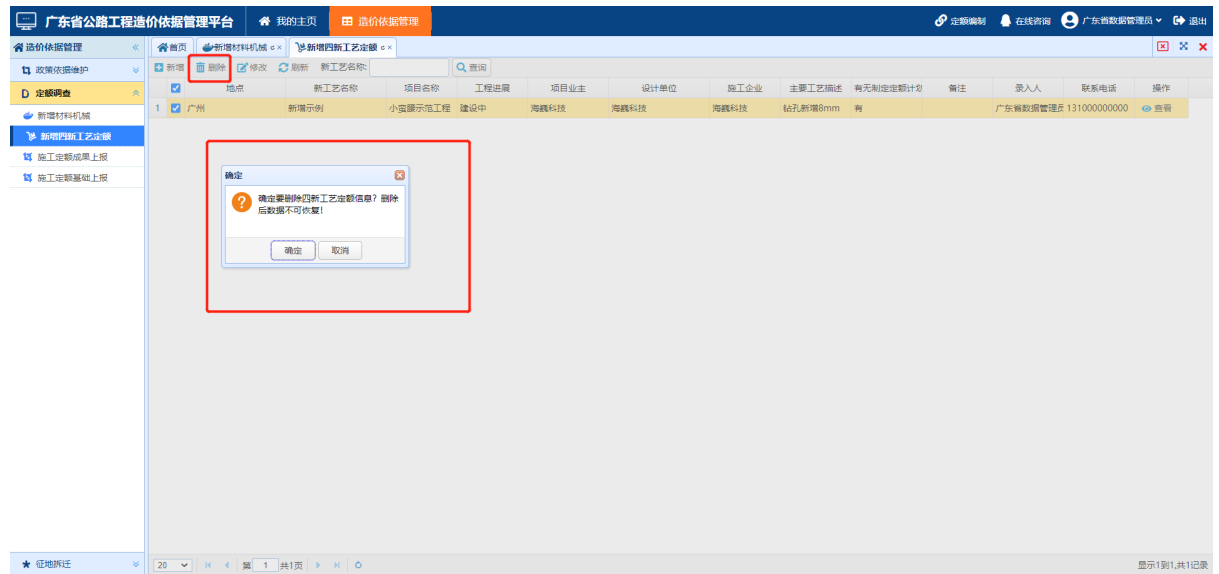 广东省公路工程造价依据管理平台 我的主页 造价依据管理 定额编制 在线咨询 广东省数据管理员 退出
造价依据管理 首页 新增材料机械 新增四新工艺定额
政策依据维护 新增 删除 修改 刷新 新工艺名称: 查询
定额调查 地点 新工艺名称 项目名称 工程进展 项目业主 设计单位 施工企业 主要工艺描述 有无制定定额计划 备注 录入人 联系电话 操作
1 广州 新增示例 小蛮腰示范工程 建设中 海巍科技 海巍科技 海巍科技 钻孔新增8mm 有 广东省数据管理员 131000000000 查看
新增材料机械
新增四新工艺定额
施工定额成果上报
施工定额基础上报
确定
确定要删除四新工艺定额信息?删除
后数据不可恢复!
确定 取消
征地拆迁 20 第 1 共1页 显示1到1,共1记录